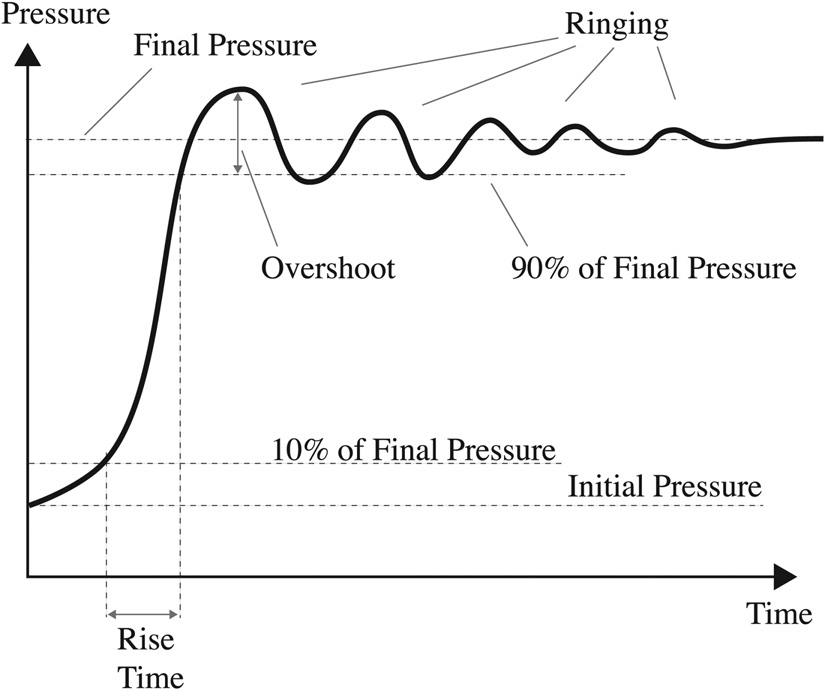 Pressure
Final Pressure
Ringing
Overshoot
90% of Final Pressure
10% of Final Pressure
Initial Pressure
Time
Rise
Time